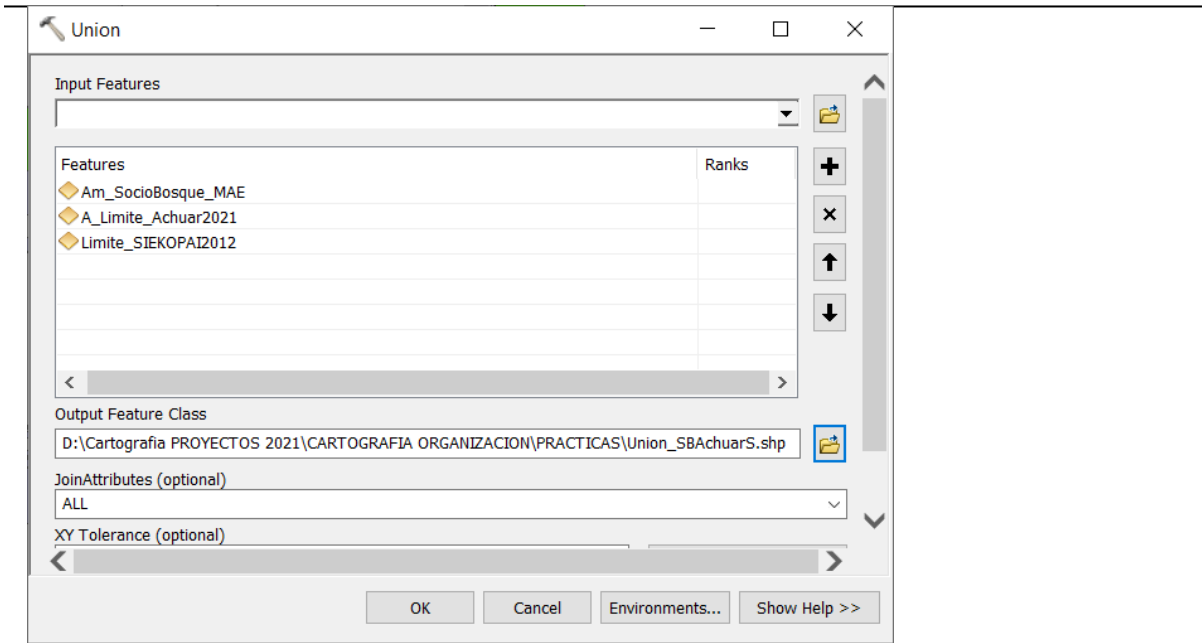 Union
Input Features
Features Ranks
Am_SocioBosque_MAE
A_Limite_Achuar2021
Limite_SIEKOPAI2012
Output Feature Class
D:\Cartografia PROYECTOS 2021\CARTOGRAFIA ORGANIZACION\PRACTICAS\Union_SBAchuarS.shp
JoinAttributes (optional)
ALL
XY Tolerance (optional)
OK Cancel Environments... Show Help >>